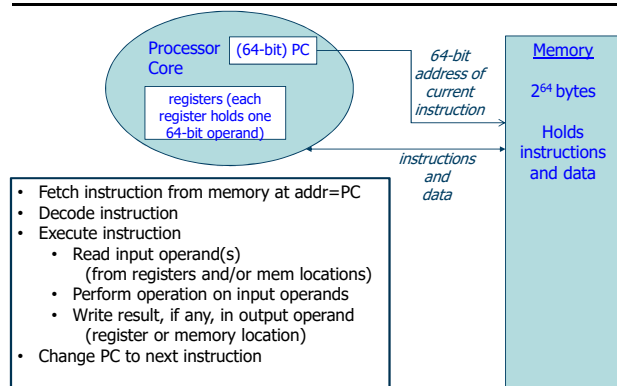 Processor
Core
(64-bit) PC
registers (each
register holds one
64-bit operand)
64-bit
address of
current
instruction
instructions
and
data
Memory
2⁶⁴ bytes
Holds
instructions
and data
• Fetch instruction from memory at addr=PC
• Decode instruction
• Execute instruction
• Read input operand(s)
(from registers and/or mem locations)
• Perform operation on input operands
• Write result, if any, in output operand
(register or memory location)
• Change PC to next instruction